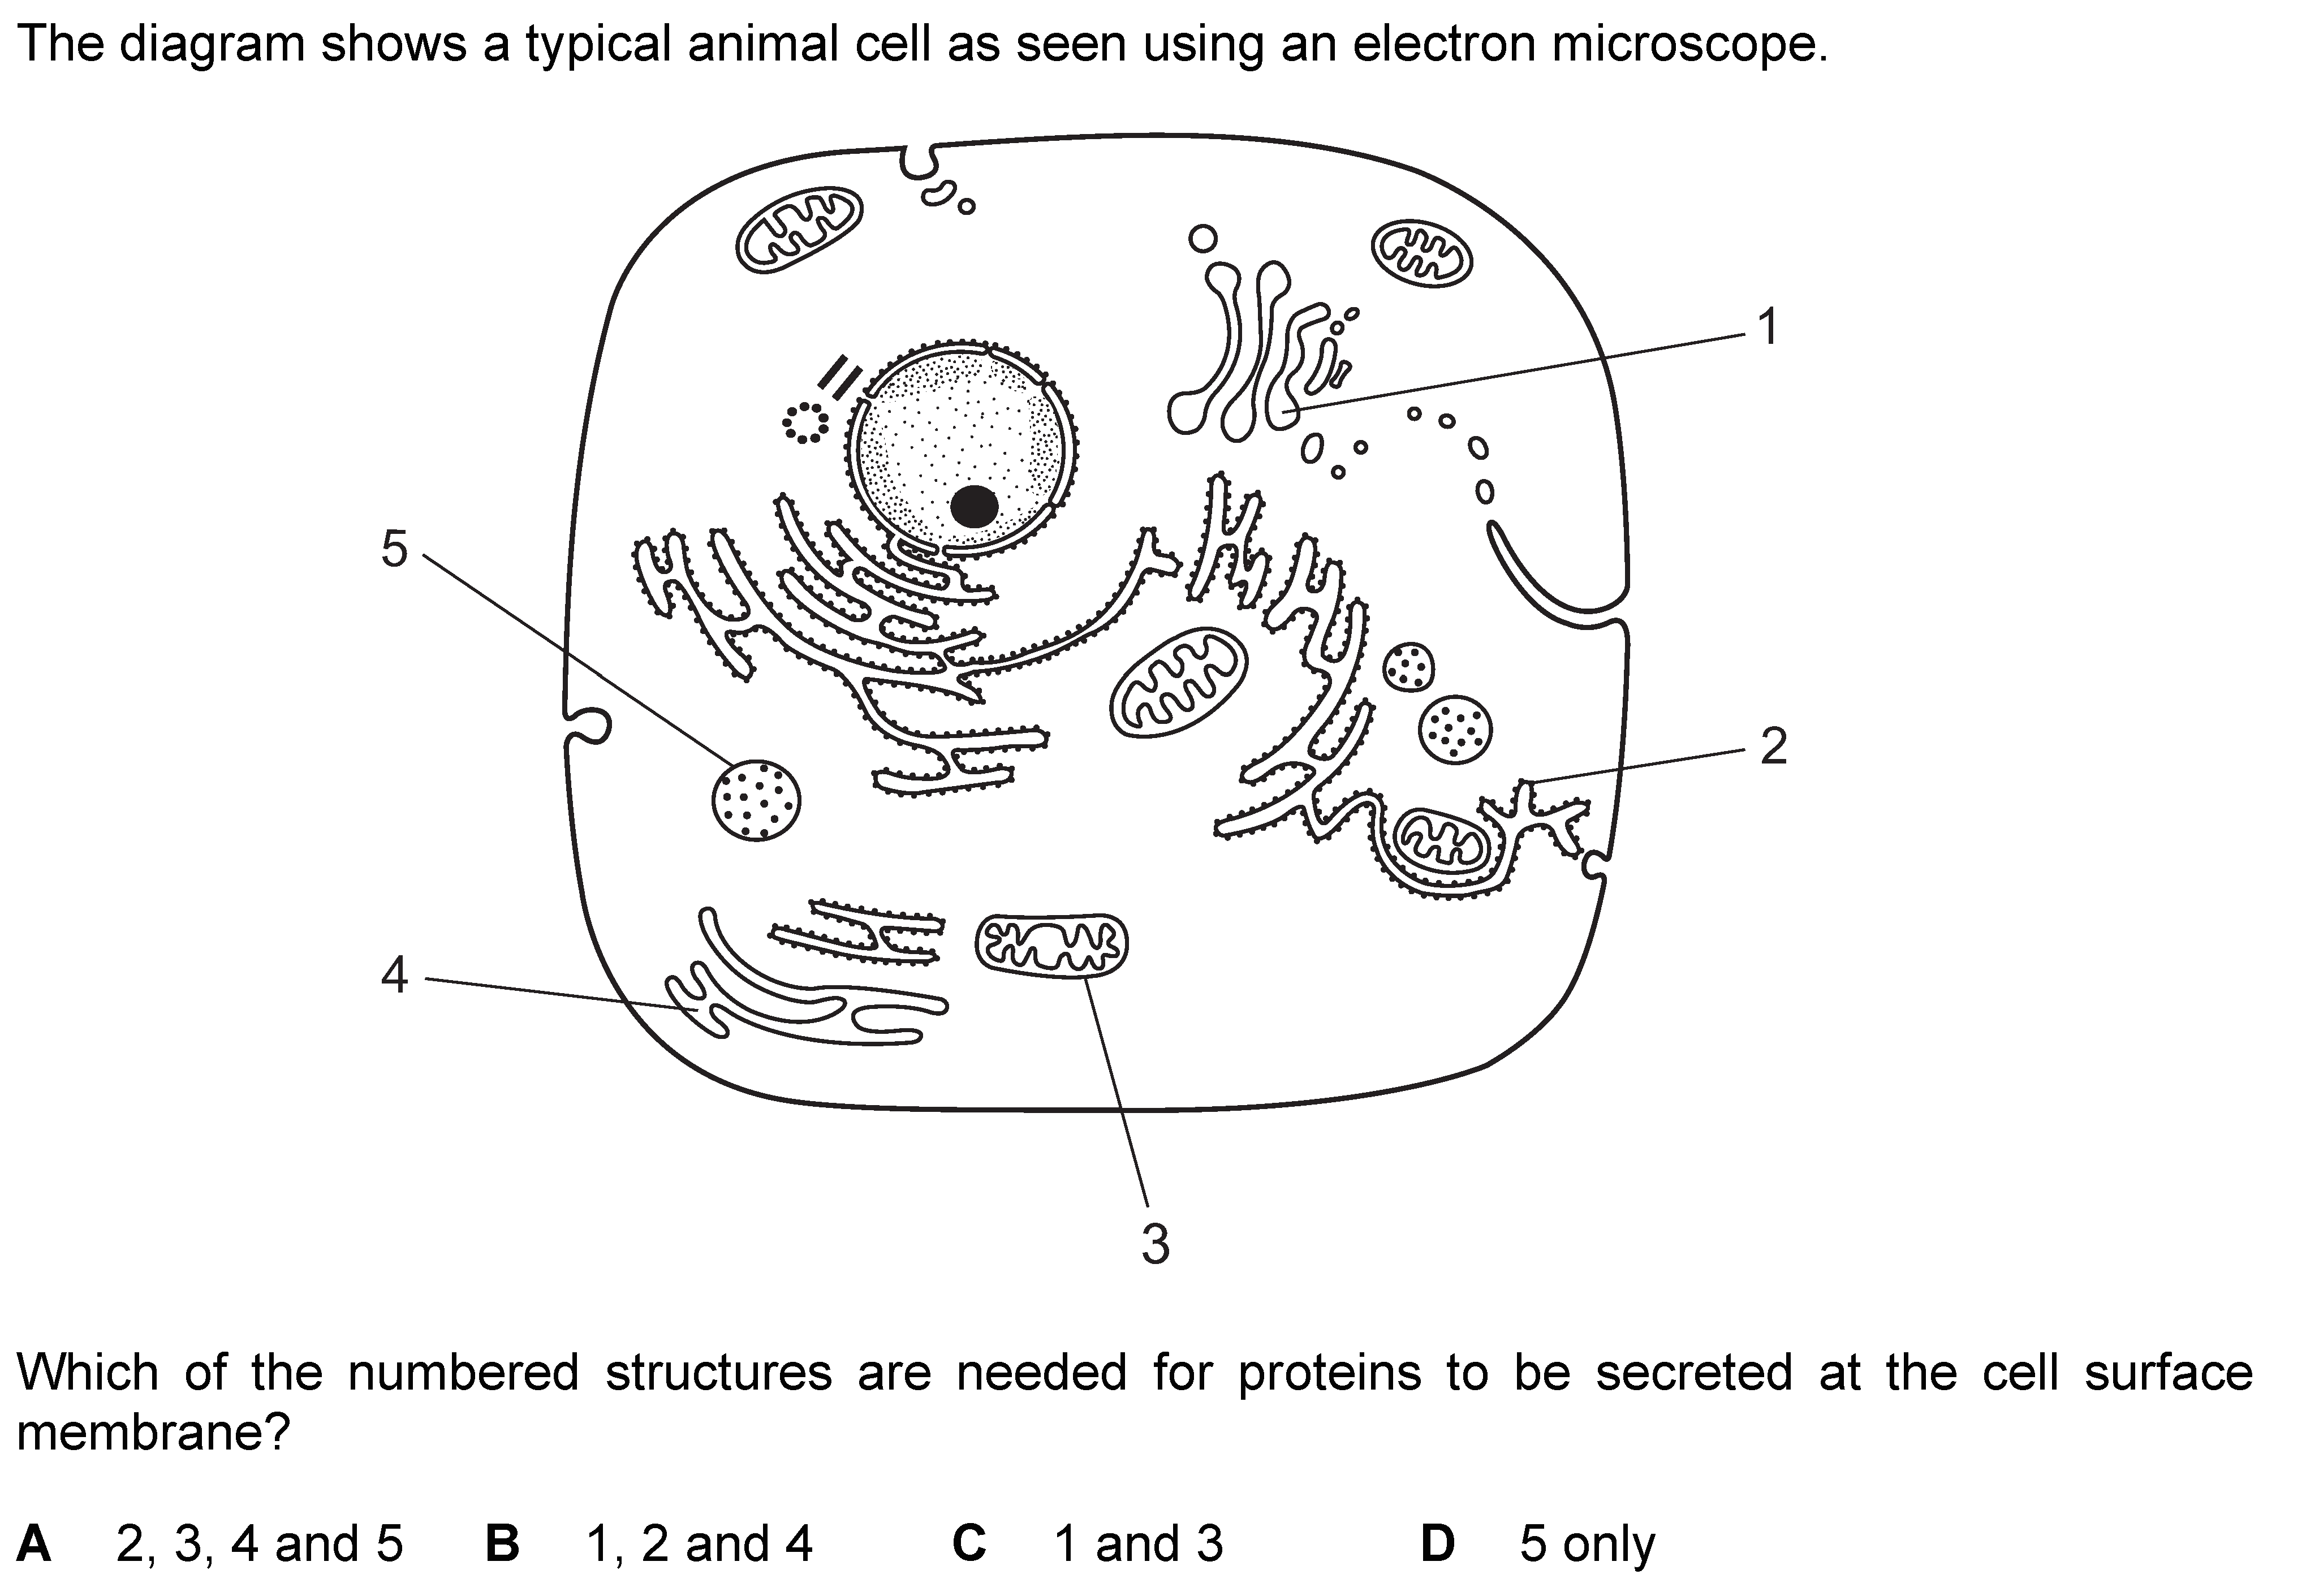 The diagram shows a typical animal cell as seen using an electron microscope.
1
5
2
4
3
Which of the numbered structures are needed for proteins to be secreted at the cell surface
membrane?
A 2, 3, 4 and 5 B 1, 2 and 4 C 1 and 3 D 5 only